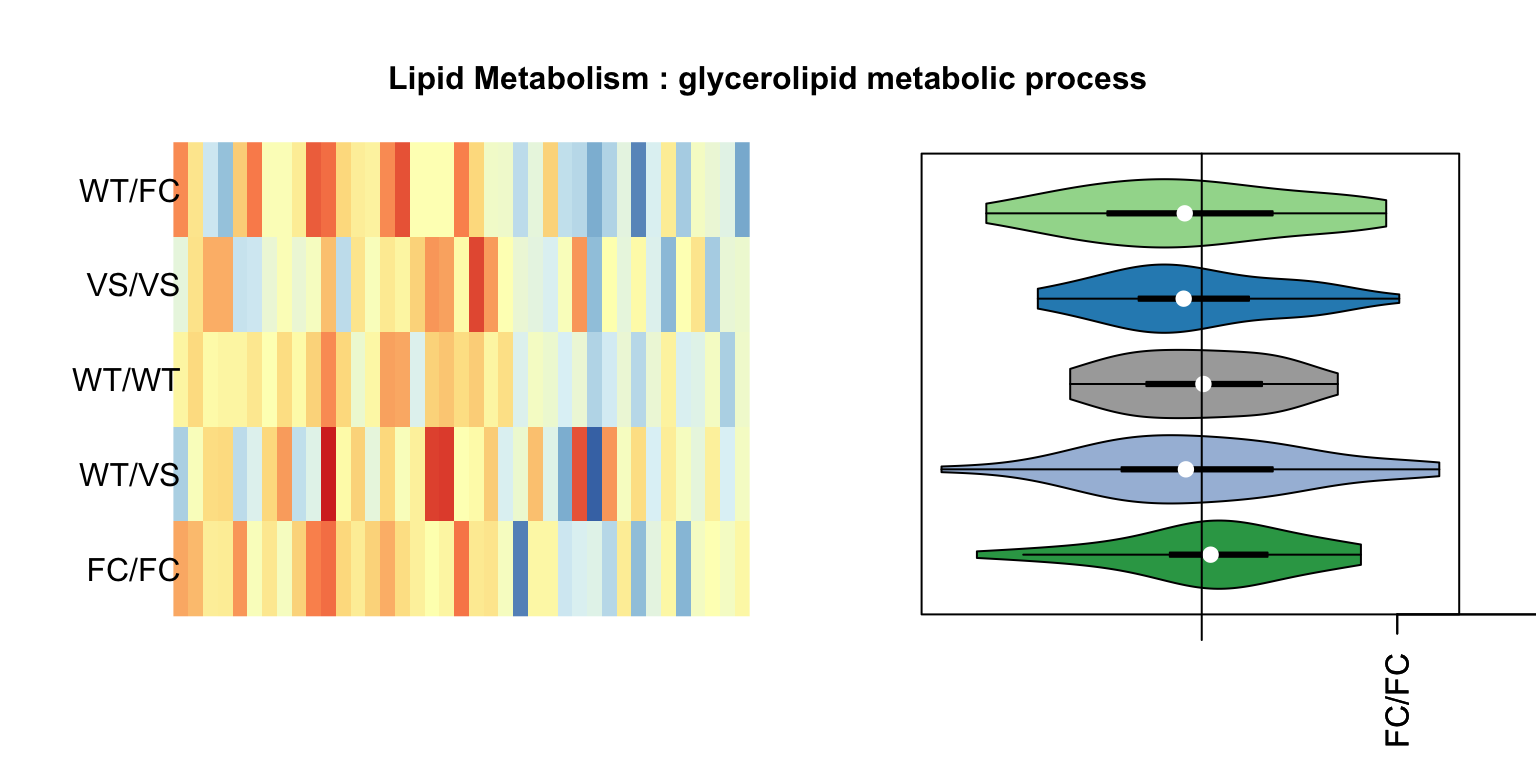 Lipid Metabolism : glycerolipid metabolic process
WT/FC
VS/VS
WT/WT
WT/VS
FC/FC
FC/FC